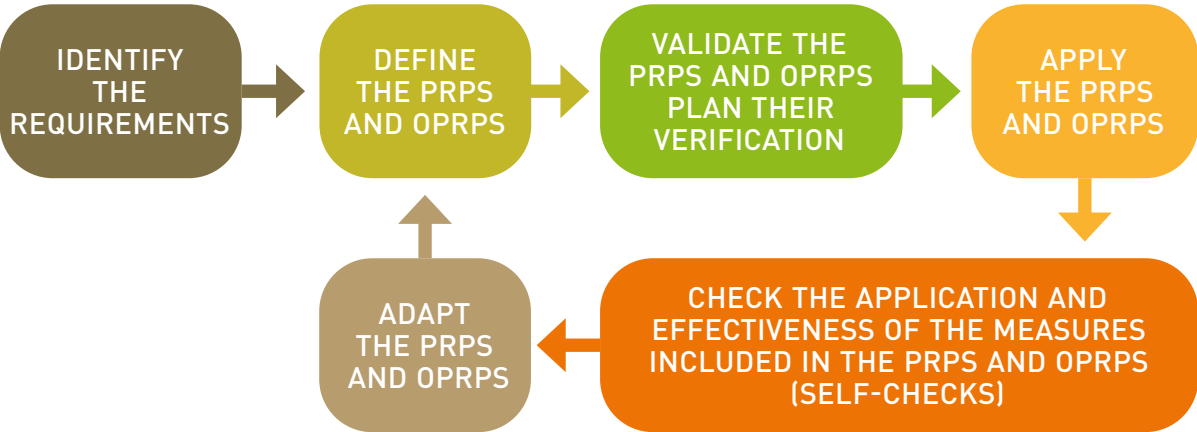 IDENTIFY
THE
REQUIREMENTS
DEFINE
THE PRPS
AND OPRPS
VALIDATE THE
PRPS AND OPRPS
PLAN THEIR
VERIFICATION
APPLY
THE PRPS
AND OPRPS
CHECK THE APPLICATION AND
EFFECTIVENESS OF THE MEASURES
INCLUDED IN THE PRPS AND OPRPS
(SELF-CHECKS)
ADAPT
THE PRPS
AND OPRPS